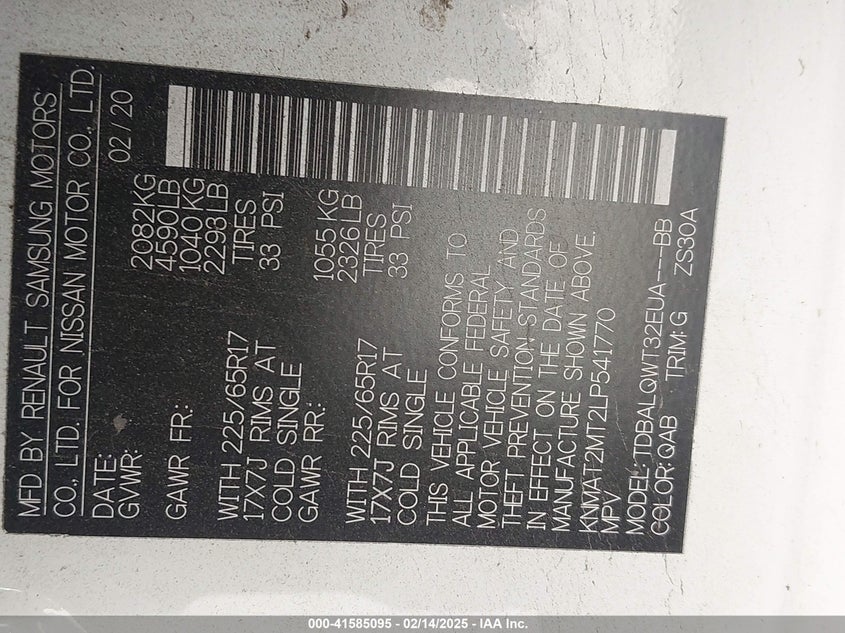 MFD BY RENAULT SAMSUNG MOTORS
CO., LTD. FOR NISSAN MOTOR CO., LTD.
DATE: 02/20
GVWR: 2082KG
4590LB
GAWR FR: 1040KG
2293LB
WITH 225/65R17 TIRES
17X7J RIMS AT 33 PSI
COLD SINGLE
GAWR RR: 1055 KG
2326LB
WITH 225/65R17 TIRES
17X7J RIMS AT 33 PSI
COLD SINGLE
THIS VEHICLE CONFORMS TO
ALL APPLICABLE FEDERAL
MOTOR VEHICLE SAFETY AND
THEFT PREVENTION STANDARDS
IN EFFECT ON THE DATE OF
MANUFACTURE SHOWN ABOVE.
KNMAT2MT2LP541770
MPV
MODEL: TDBALQWT32EUA---BB
COLOR: QAB TRIM: G ZS30A
000-41585095 - 02/14/2025 - IAA Inc.